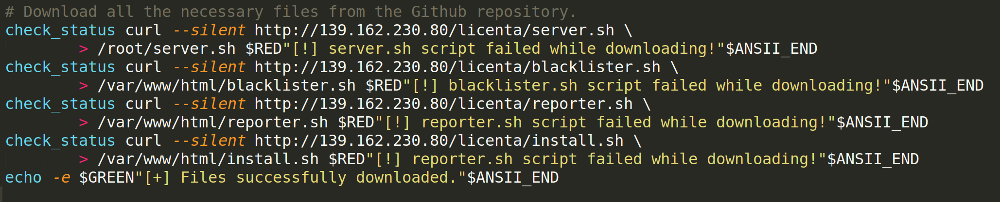 # Download all the necessary files from the Github repository.
check_status curl --silent http://139.162.230.80/licenta/server.sh \
        > /root/server.sh $RED"[!] server.sh script failed while downloading!"$ANSII_END
check_status curl --silent http://139.162.230.80/licenta/blacklister.sh \
        > /var/www/html/blacklister.sh $RED"[!] blacklister.sh script failed while downloading!"$ANSII_END
check_status curl --silent http://139.162.230.80/licenta/reporter.sh \
        > /var/www/html/reporter.sh $RED"[!] reporter.sh script failed while downloading!"$ANSII_END
check_status curl --silent http://139.162.230.80/licenta/install.sh \
        > /var/www/html/install.sh $RED"[!] reporter.sh script failed while downloading!"$ANSII_END
echo -e $GREEN"[+] Files successfully downloaded."$ANSII_END